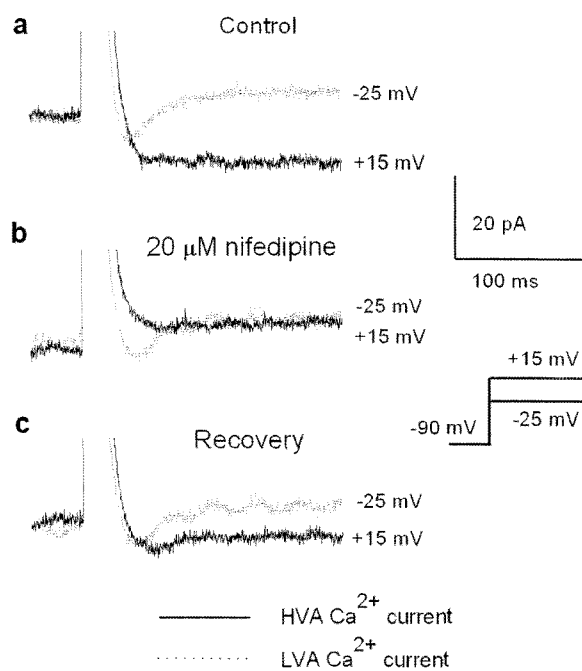 a
Control
-25 mV
+15 mV
20 pA
100 ms
b
20 μM nifedipine
-25 mV
+15 mV
+15 mV
-90 mV
-25 mV
c
Recovery
-25 mV
+15 mV
HVA Ca²⁺ current
LVA Ca²⁺ current